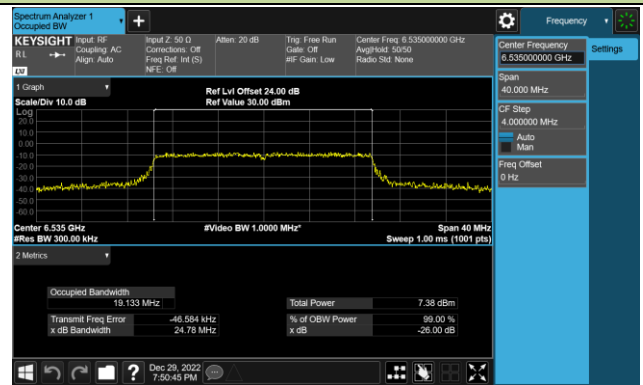 Spectrum Analyzer 1
Occupied BW
Frequency
KEYSIGHT
RL
Input: RF
Coupling: AC
Align: Auto
Input Z: 50 Ω
Corrections: Off
Freq Ref: Int (S)
NFE: Off
Atten: 20 dB
Trig: Free Run
Gate: Off
#IF Gain: Low
Center Freq: 6.535000000 GHz
Avg|Hold: 50/50
Radio Std: None
Center Frequency
6.535000000 GHz
Settings
Span
40.000 MHz
CF Step
4.000000 MHz
Auto
Man
Freq Offset
0 Hz
1 Graph
Scale/Div 10.0 dB
Ref Lvl Offset 24.00 dB
Ref Value 30.00 dBm
Log
20.0
10.0
0.00
-10.0
-20.0
-30.0
-40.0
-50.0
-60.0
Center 6.535 GHz
#Res BW 300.00 kHz
#Video BW 1.0000 MHz*
Span 40 MHz
Sweep 1.00 ms (1001 pts)
2 Metrics
Occupied Bandwidth
19.133 MHz
Total Power 7.38 dBm
Transmit Freq Error -46.584 kHz
% of OBW Power 99.00 %
x dB Bandwidth 24.78 MHz
x dB -26.00 dB
?
Dec 29, 2022
7:50:45 PM